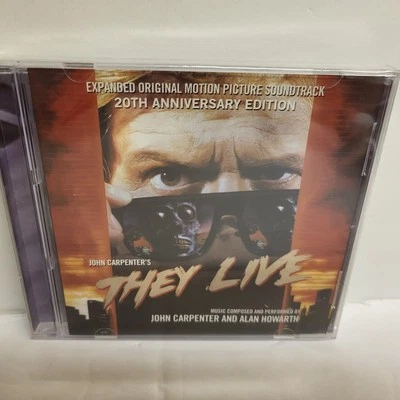 EXPANDED ORIGINAL MOTION PICTURE SOUNDTRACK
20TH ANNIVERSARY EDITION
JOHN CARPENTER'S
THEY LIVE
MUSIC COMPOSED AND PERFORMED BY
JOHN CARPENTER AND ALAN HOWARTH